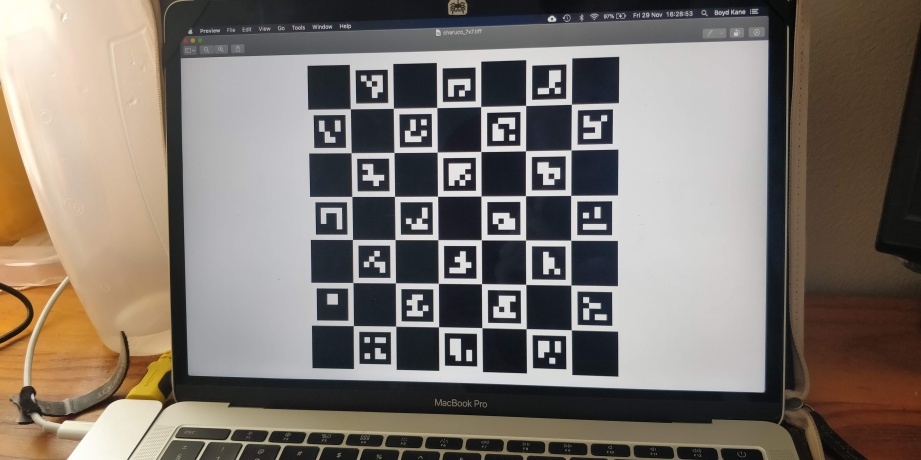 Preview File Edit View Go Tools Window Help 97% Fri 29 Nov 16:28:53 Boyd Kane
charuco_7x7.tiff
MacBook Pro
esc